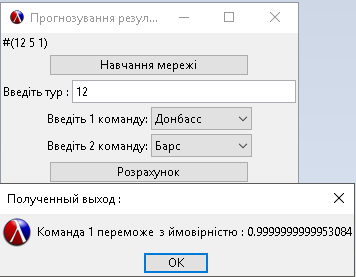 Прогнозування резул...
#(12 5 1)
Навчання мережі
Введіть тур : 12
Введіть 1 команду: Донбасс
Введіть 2 команду: Барс
Розрахунок
Полученный выход :
Команда 1 переможе з ймовірністю : 0.9999999999953084
OK